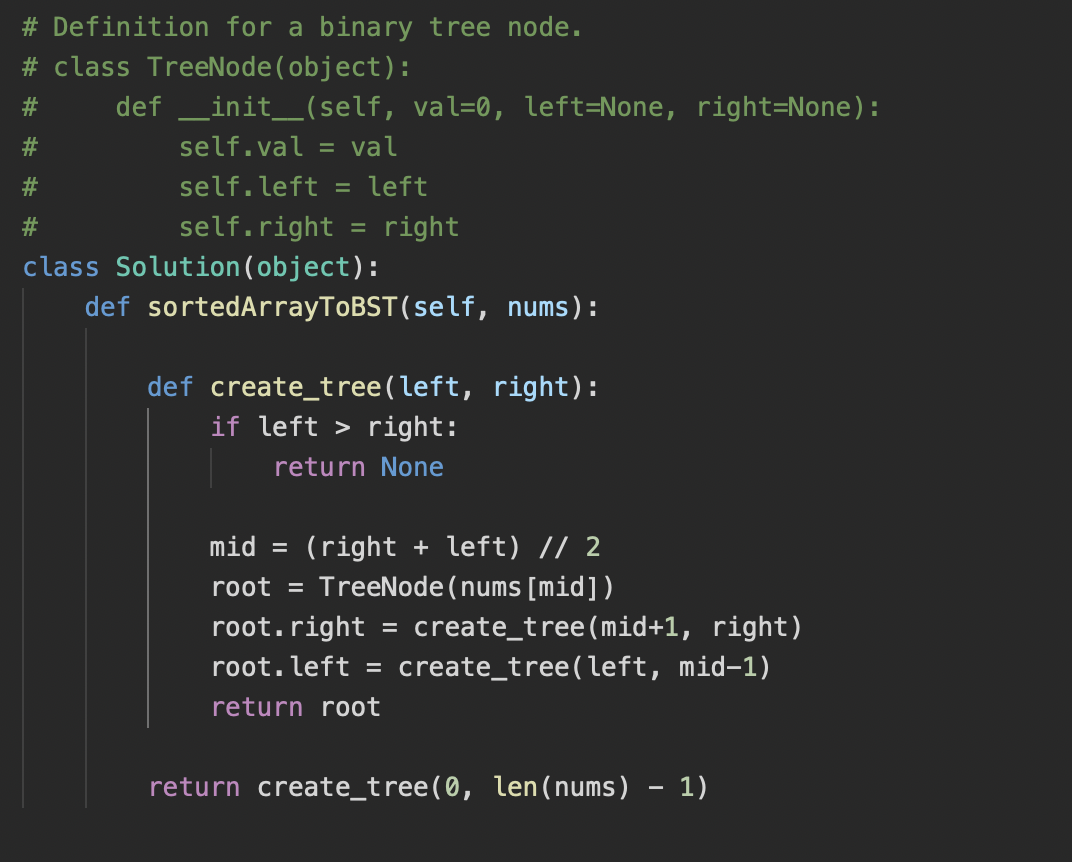 # Definition for a binary tree node.
# class TreeNode(object):
#     def __init__(self, val=0, left=None, right=None):
#         self.val = val
#         self.left = left
#         self.right = right
class Solution(object):
    def sortedArrayToBST(self, nums):

        def create_tree(left, right):
            if left > right:
                return None

            mid = (right + left) // 2
            root = TreeNode(nums[mid])
            root.right = create_tree(mid+1, right)
            root.left = create_tree(left, mid-1)
            return root

        return create_tree(0, len(nums) - 1)